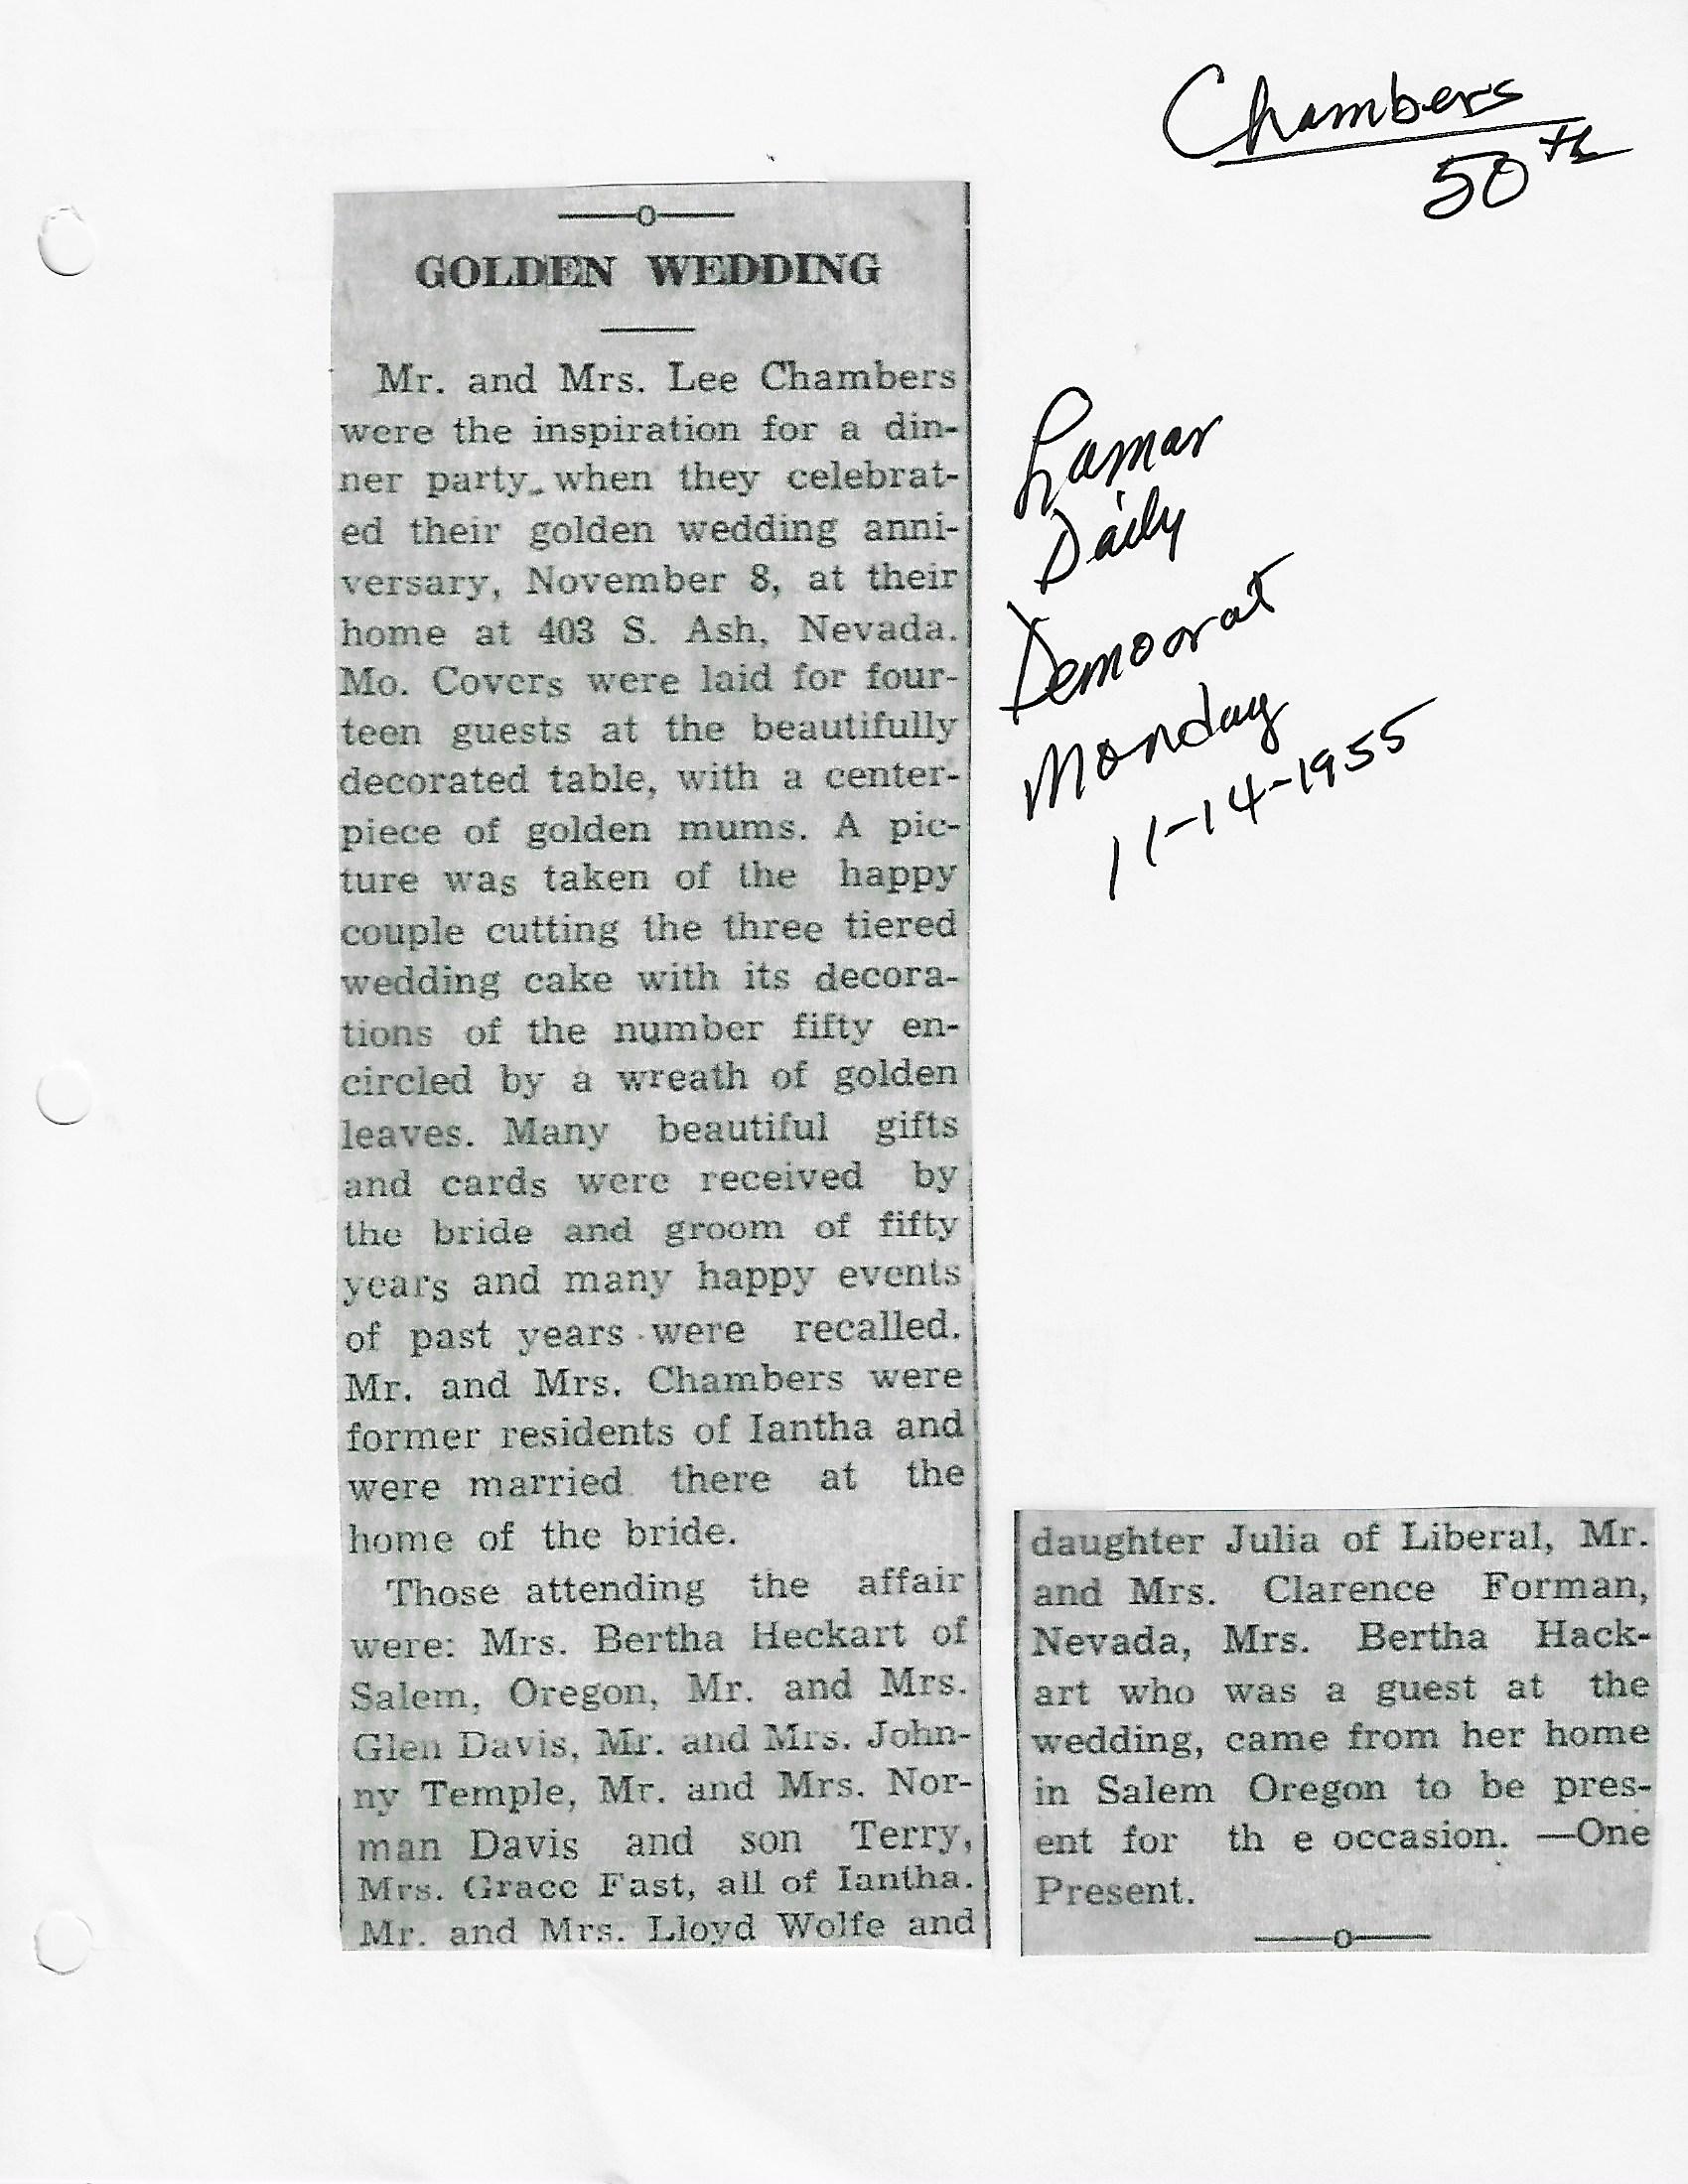 Chambers
50th
—o—
GOLDEN WEDDING
Mr. and Mrs. Lee Chambers
were the inspiration for a din-
ner party when they celebrat-
ed their golden wedding anni-
versary, November 8, at their
home at 403 S. Ash, Nevada.
Mo. Covers were laid for four-
teen guests at the beautifully
decorated table, with a center-
piece of golden mums. A pic-
ture was taken of the happy
couple cutting the three tiered
wedding cake with its decora-
tions of the number fifty en-
circled by a wreath of golden
leaves. Many beautiful gifts
and cards were received by
the bride and groom of fifty
years and many happy events
of past years were recalled.
Mr. and Mrs. Chambers were
former residents of Iantha and
were married there at the
home of the bride.
Those attending the affair
were: Mrs. Bertha Heckart of
Salem, Oregon, Mr. and Mrs.
Glen Davis, Mr. and Mrs. John-
ny Temple, Mr. and Mrs. Nor-
man Davis and son Terry,
Mrs. Grace Fast, all of Iantha.
Mr. and Mrs. Lloyd Wolfe and
daughter Julia of Liberal, Mr.
and Mrs. Clarence Forman,
Nevada, Mrs. Bertha Hack-
art who was a guest at the
wedding, came from her home
in Salem Oregon to be pres-
ent for th e occasion. —One
Present.
—o—
Lamar
Daily
Democrat
Monday
11-14-1955